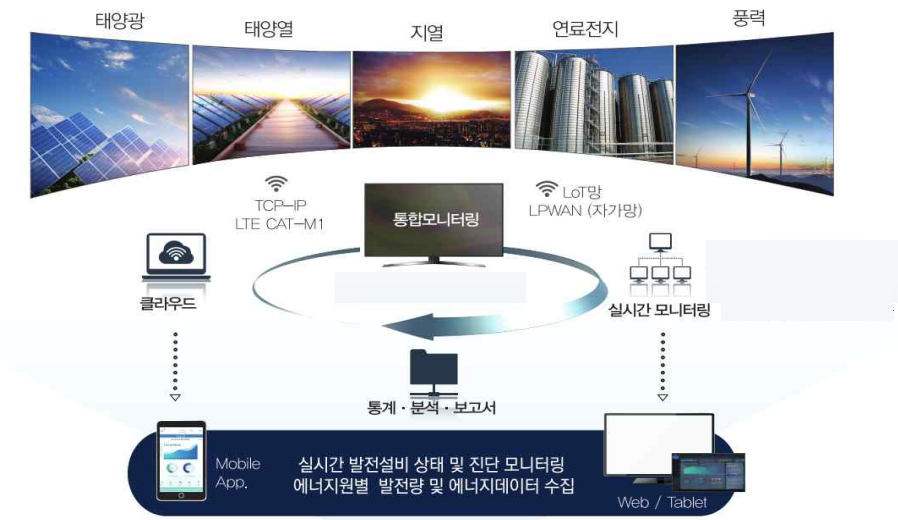 태양광
태양열
지열
연료전지
풍력
TCP-IP
LTE CAT-M1
통합모니터링
LoT망
LPWAN (자가망)
클라우드
실시간 모니터링
통계·분석·보고서
Mobile
App.
실시간 발전설비 상태 및 진단 모니터링
에너지원별 발전량 및 에너지데이터 수집
Web / Tablet